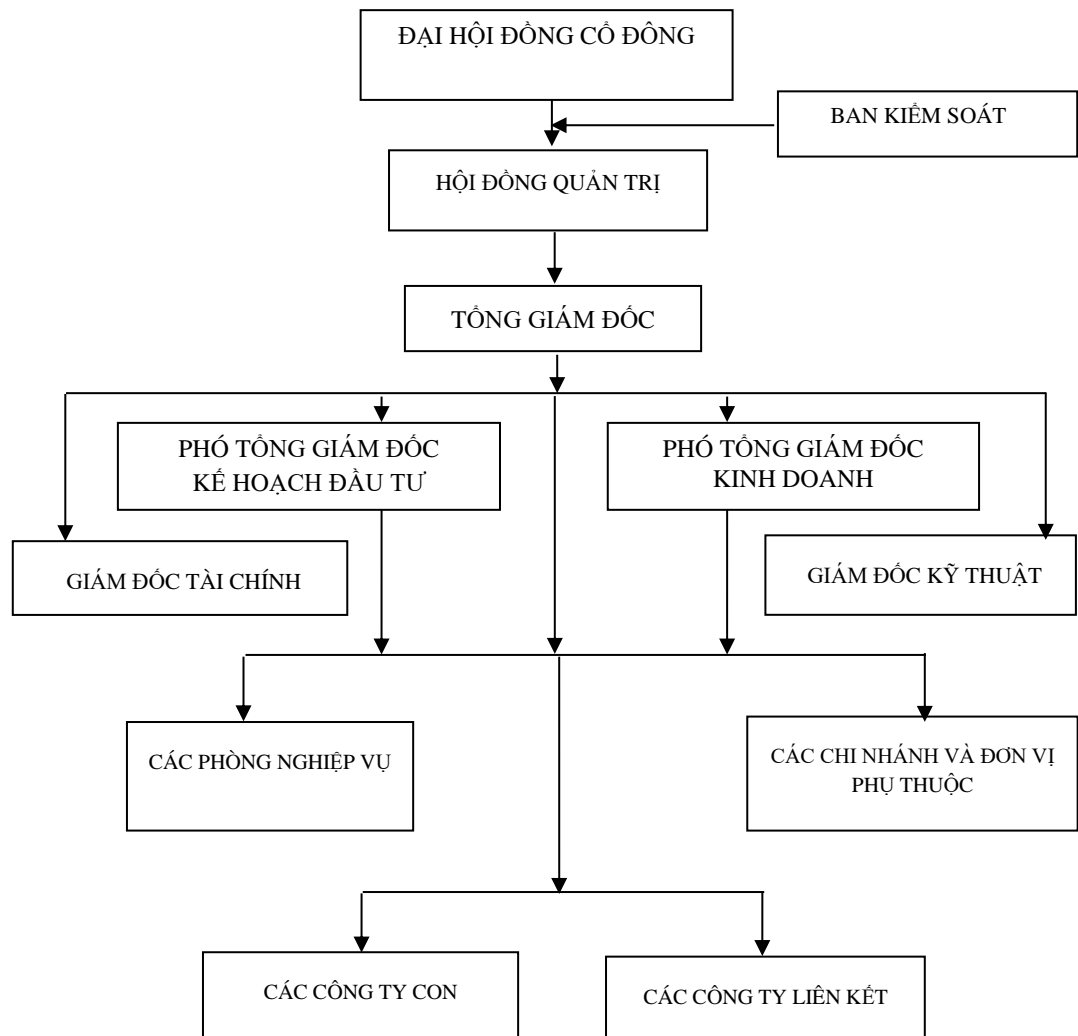 ĐẠI HỘI ĐỒNG CỔ ĐÔNG
BAN KIỂM SOÁT
HỘI ĐỒNG QUẢN TRỊ
TỔNG GIÁM ĐỐC
PHÓ TỔNG GIÁM ĐỐC
KẾ HOẠCH ĐẦU TƯ
PHÓ TỔNG GIÁM ĐỐC
KINH DOANH
GIÁM ĐỐC TÀI CHÍNH
GIÁM ĐỐC KỸ THUẬT
CÁC PHÒNG NGHIỆP VỤ
CÁC CHI NHÁNH VÀ ĐƠN VỊ
PHỤ THUỘC
CÁC CÔNG TY CON
CÁC CÔNG TY LIÊN KẾT